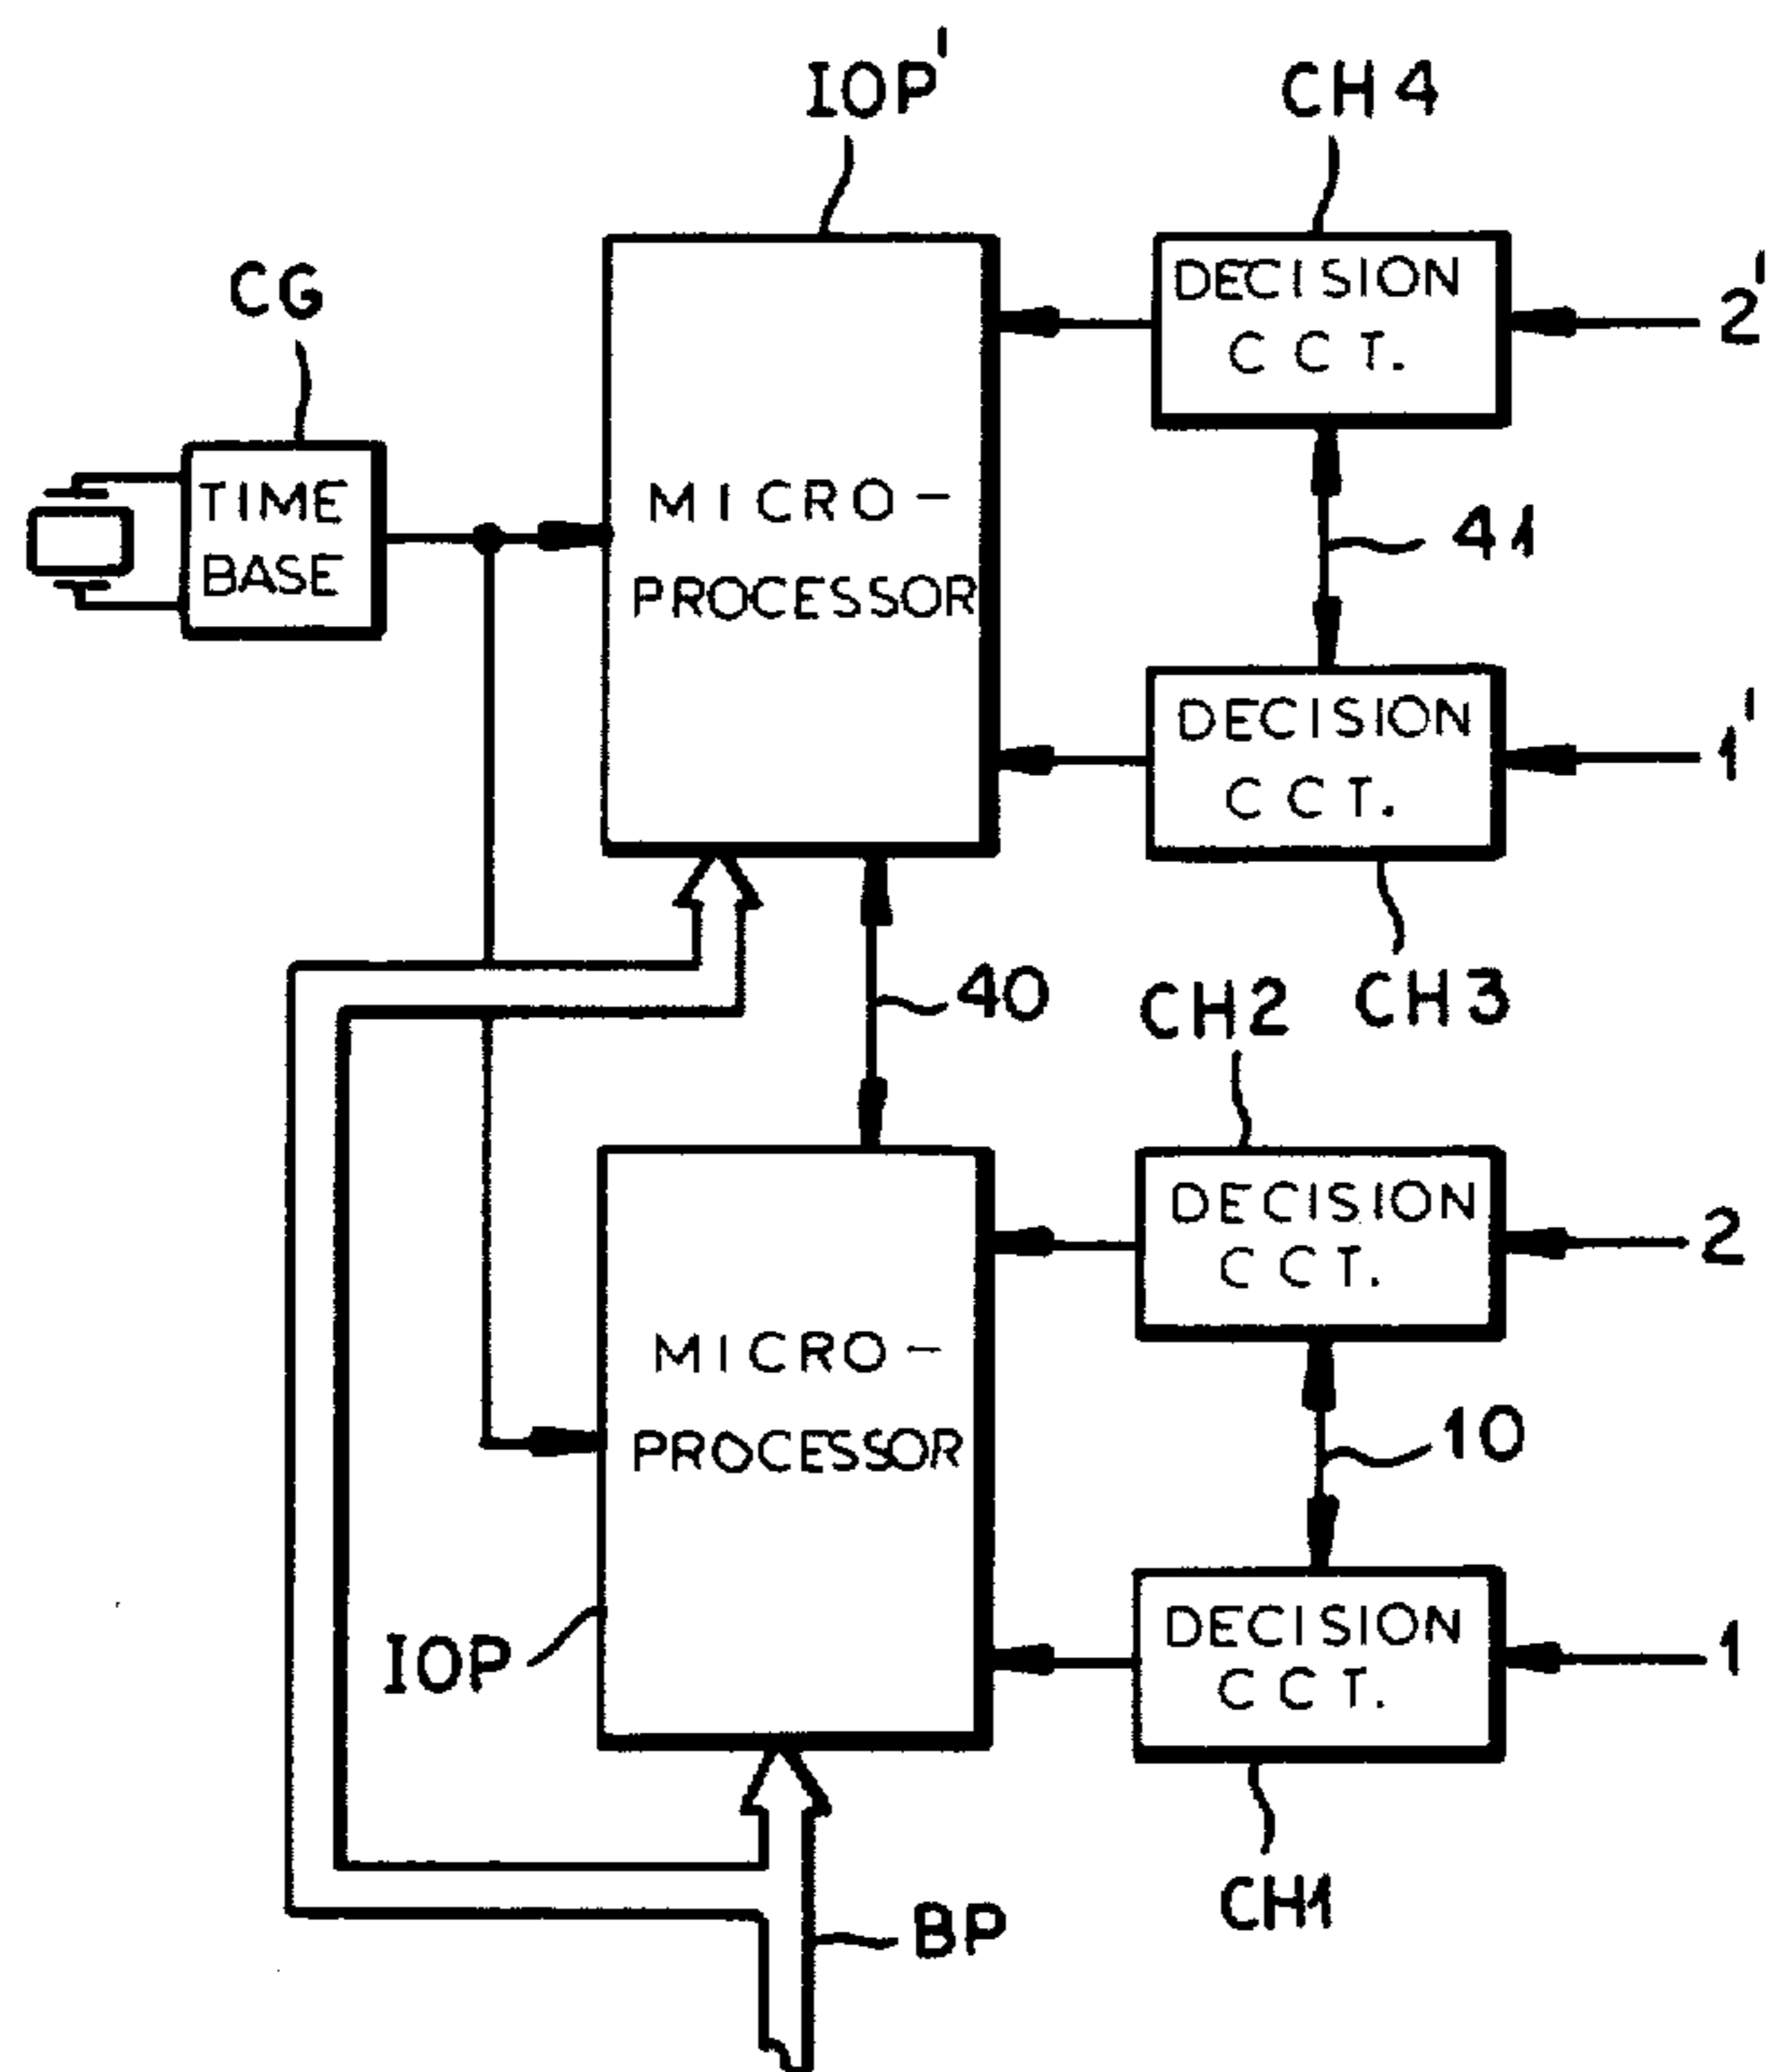 IOP'
CH4
CG
DECISION
CCT.
2'
TIME
BASE
MICRO-
PROCESSOR
41
DECISION
CCT.
1'
40
CH2
CH3
DECISION
CCT.
2
MICRO-
PROCESSOR
10
IOP
DECISION
CCT.
1
CH1
BP